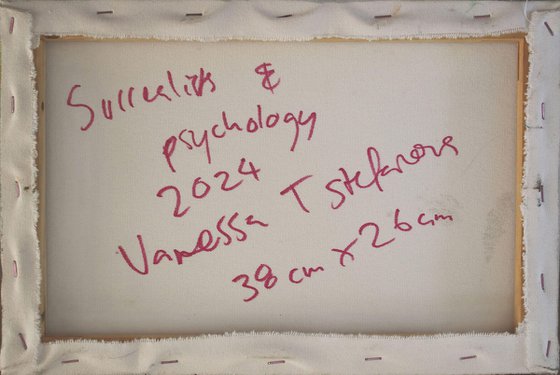 Surrealists &
psychology
2024
Vanessa T Stefanova
38 cm x 26 cm